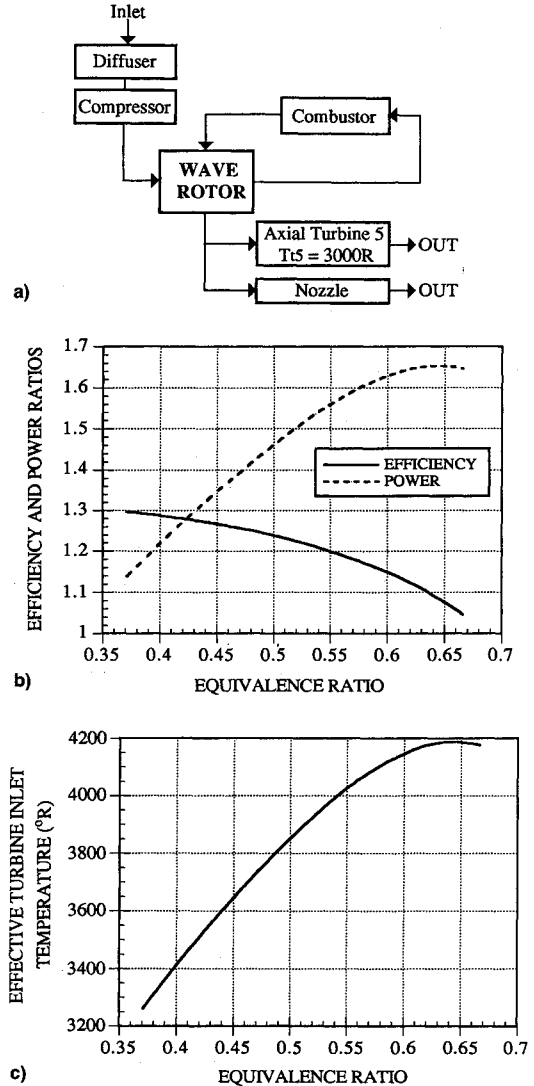 Inlet
Diffuser
Compressor
Combustor
WAVE
ROTOR
Axial Turbine 5
Tt5 = 3000R
OUT
Nozzle
OUT
a)
EFFICIENCY AND POWER RATIOS
1.7
1.6
1.5
1.4
1.3
1.2
1.1
1
EFFICIENCY
POWER
0.35 0.4 0.45 0.5 0.55 0.6 0.65 0.7
EQUIVALENCE RATIO
b)
EFFECTIVE TURBINE INLET
TEMPERATURE (°R)
4200
4000
3800
3600
3400
3200
0.35 0.4 0.45 0.5 0.55 0.6 0.65 0.7
EQUIVALENCE RATIO
c)